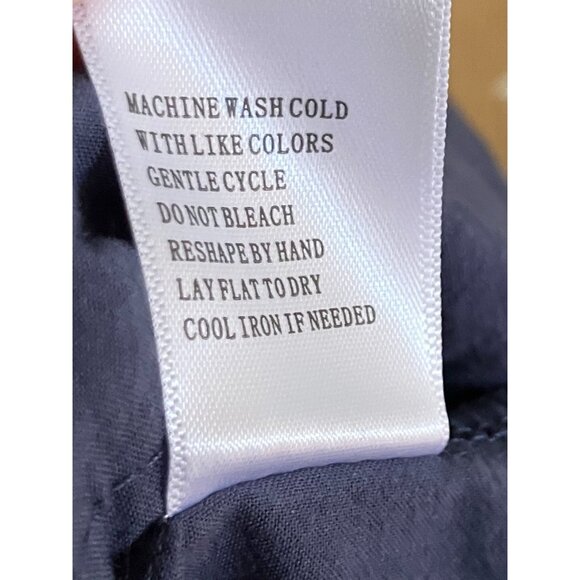 MACHINE WASH COLD
WITH LIKE COLORS
GENTLE CYCLE
DO NOT BLEACH
RESHAPE BY HAND
LAY FLAT TO DRY
COOL IRON IF NEEDED